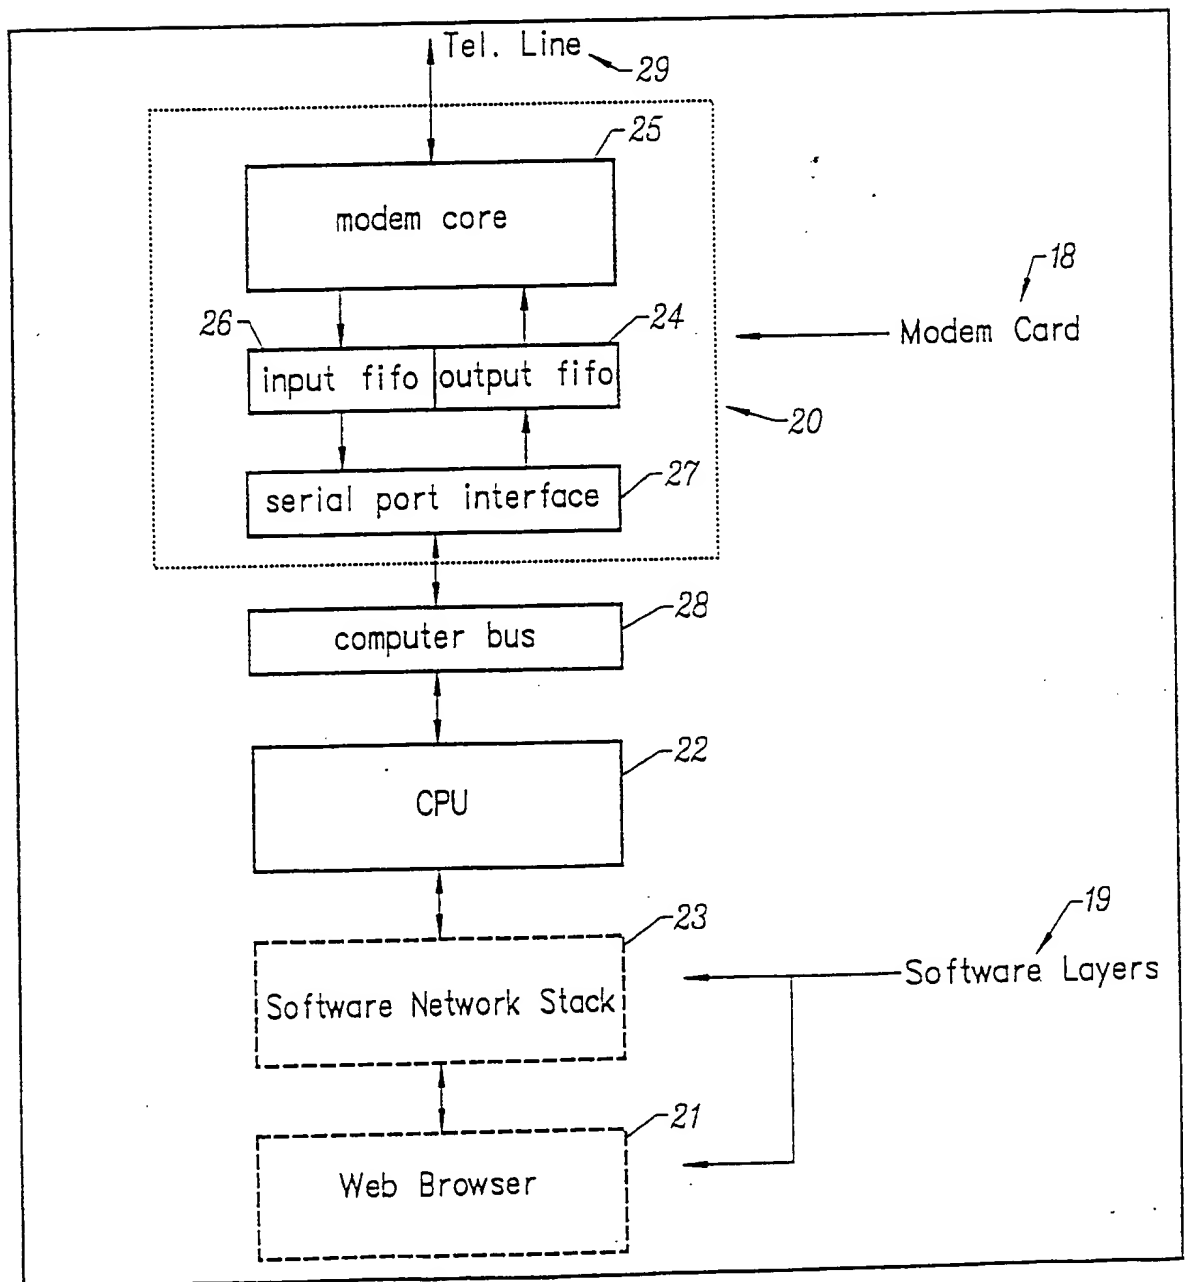 Tel. Line
29
25
modem core
18
Modem Card
26
24
input fifo
output fifo
20
27
serial port interface
28
computer bus
22
CPU
23
19
Software Layers
Software Network Stack
21
Web Browser